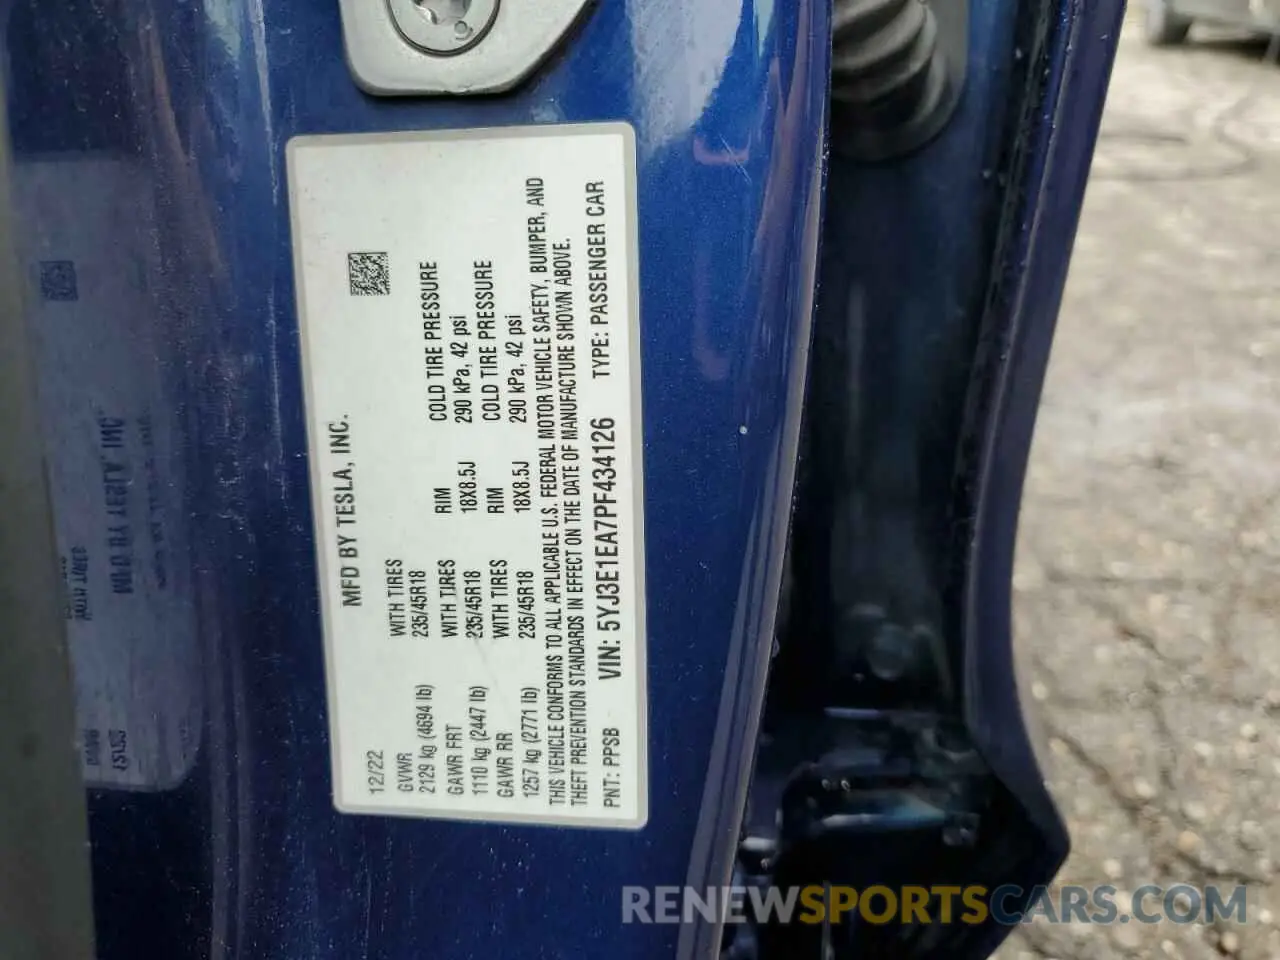 MFD BY TESLA, INC.
12/22
GVWR WITH TIRES RIM COLD TIRE PRESSURE
2129 kg (4694 lb) 235/45R18 18X8.5J 290 kPa, 42 psi
GAWR FRT WITH TIRES RIM COLD TIRE PRESSURE
1110 kg (2447 lb) 235/45R18 18X8.5J 290 kPa, 42 psi
GAWR RR WITH TIRES
1257 kg (2771 lb) 235/45R18
THIS VEHICLE CONFORMS TO ALL APPLICABLE U.S. FEDERAL MOTOR VEHICLE SAFETY, BUMPER, AND
THEFT PREVENTION STANDARDS IN EFFECT ON THE DATE OF MANUFACTURE SHOWN ABOVE.
PNT: PPSB VIN: 5YJ3E1EA7PF434126 TYPE: PASSENGER CAR
RENEWSPORTSCARS.COM